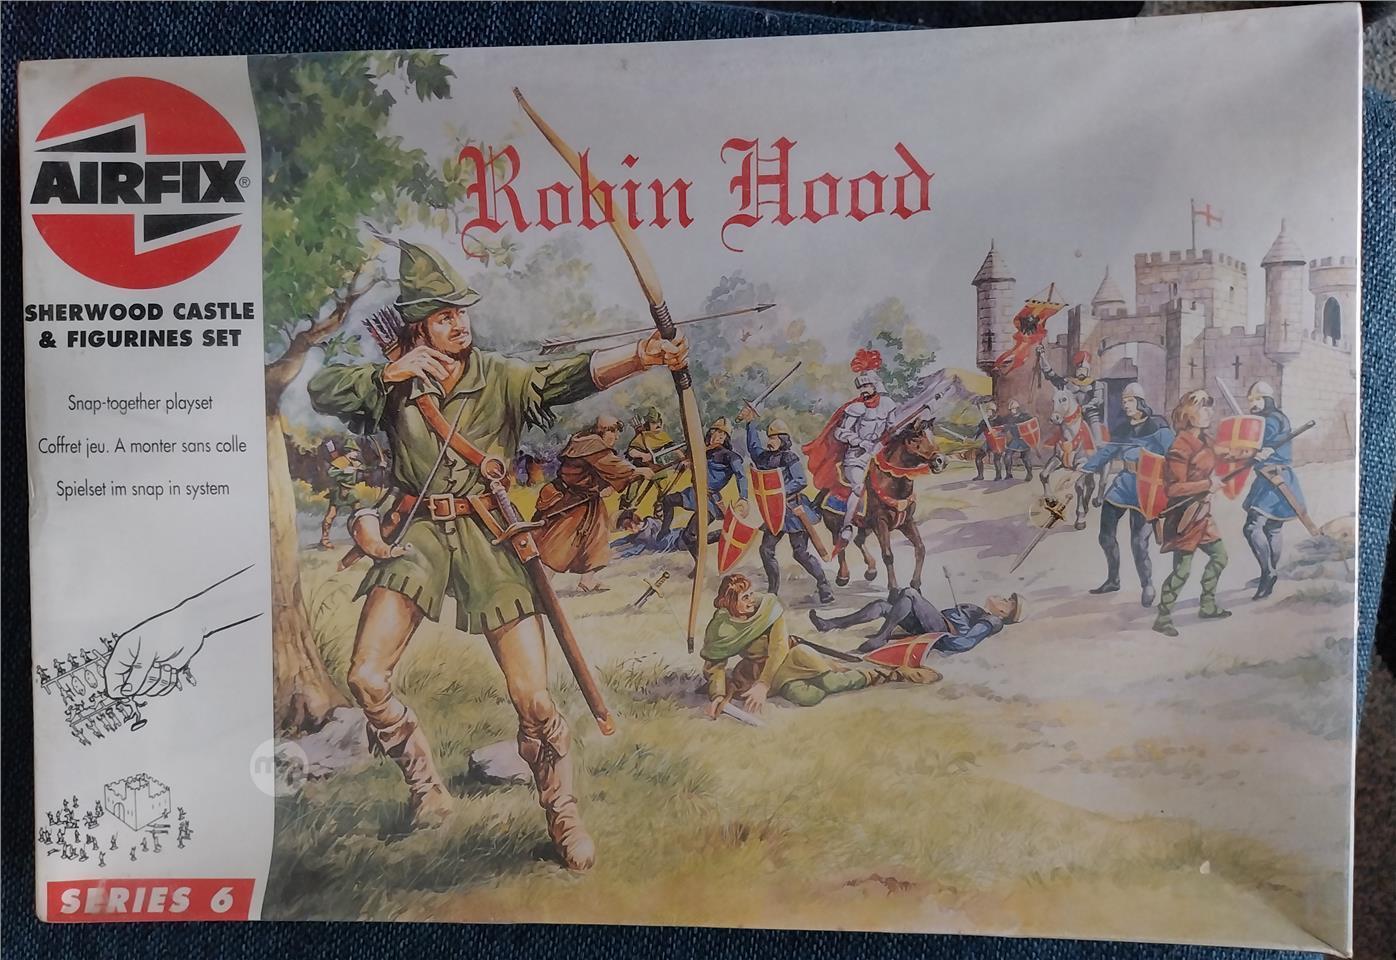 AIRFIX®
SHERWOOD CASTLE
& FIGURINES SET
Snap-together playset
Coffret jeu. A monter sans colle
Spielset im snap in system
SERIES 6
Robin Hood